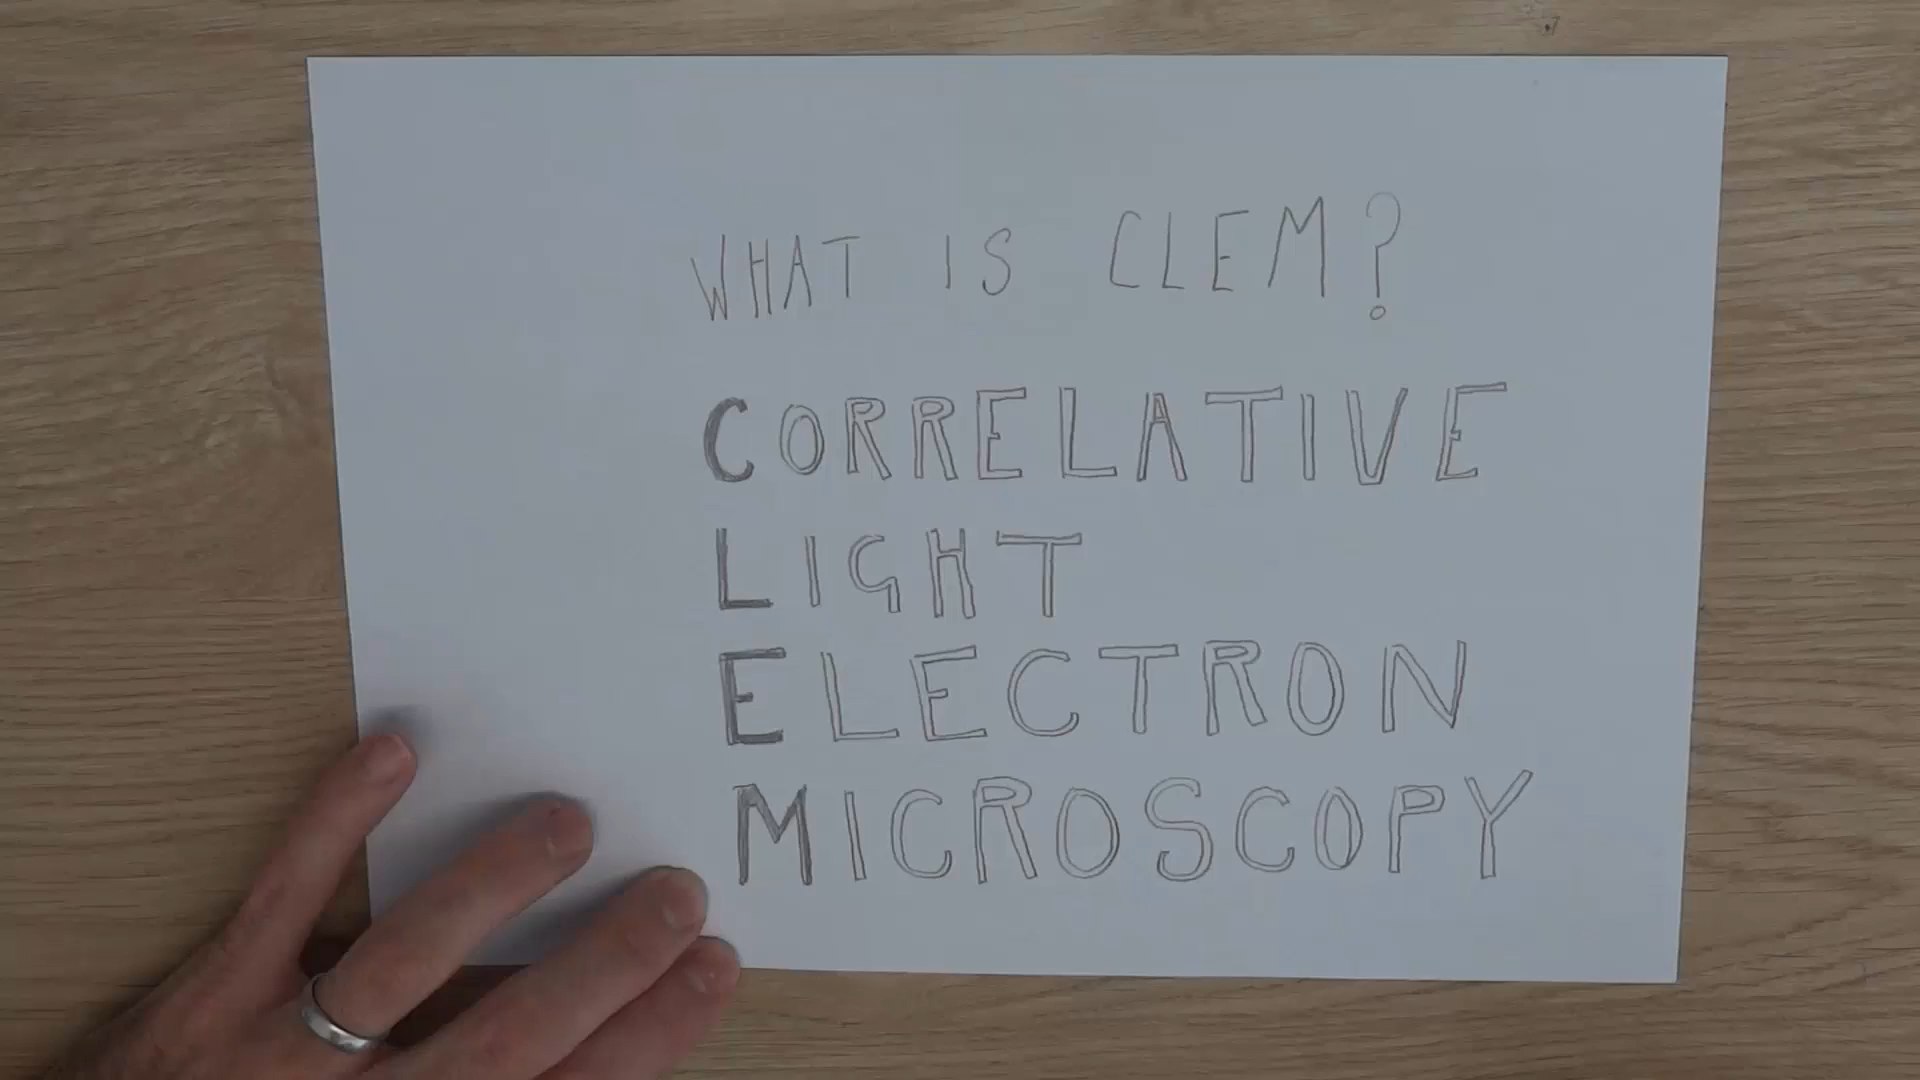 WHAT IS CLEM?
CORRELATIVE
LIGHT
ELECTRON
MICROSCOPY